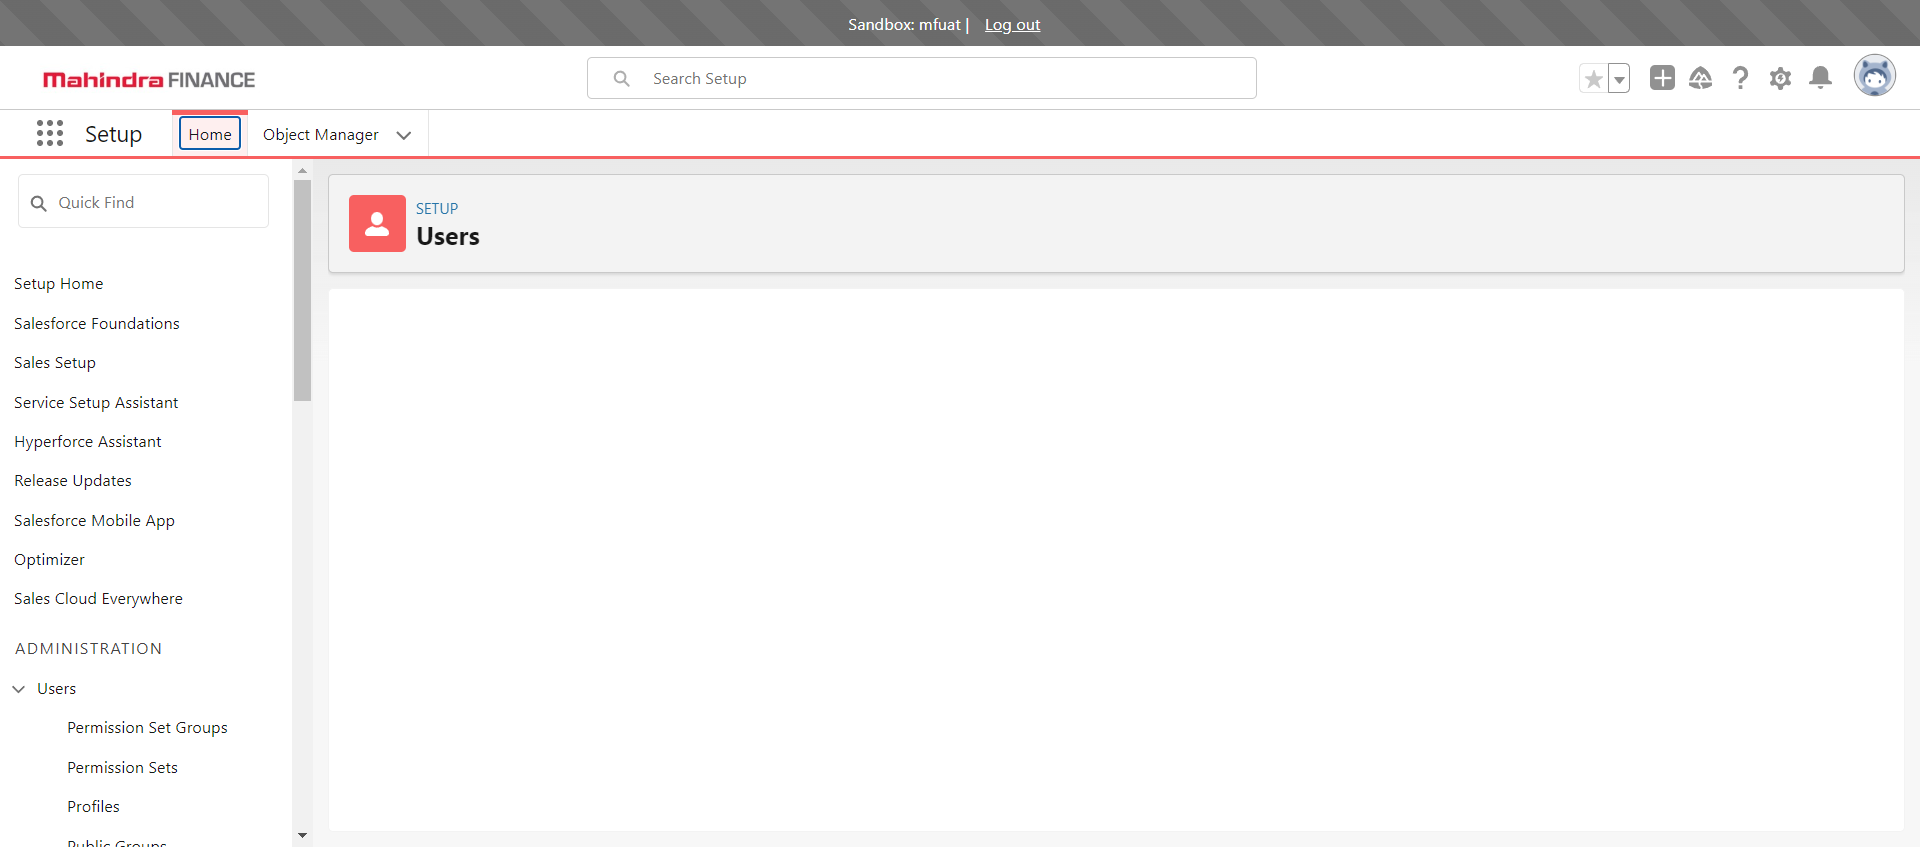 Sandbox: mfuat | Log out
Mahindra FINANCE
Search Setup
Setup
Home
Object Manager
Quick Find
Setup Home
Salesforce Foundations
Sales Setup
Service Setup Assistant
Hyperforce Assistant
Release Updates
Salesforce Mobile App
Optimizer
Sales Cloud Everywhere
ADMINISTRATION
Users
Permission Set Groups
Permission Sets
Profiles
Public Groups
SETUP
Users